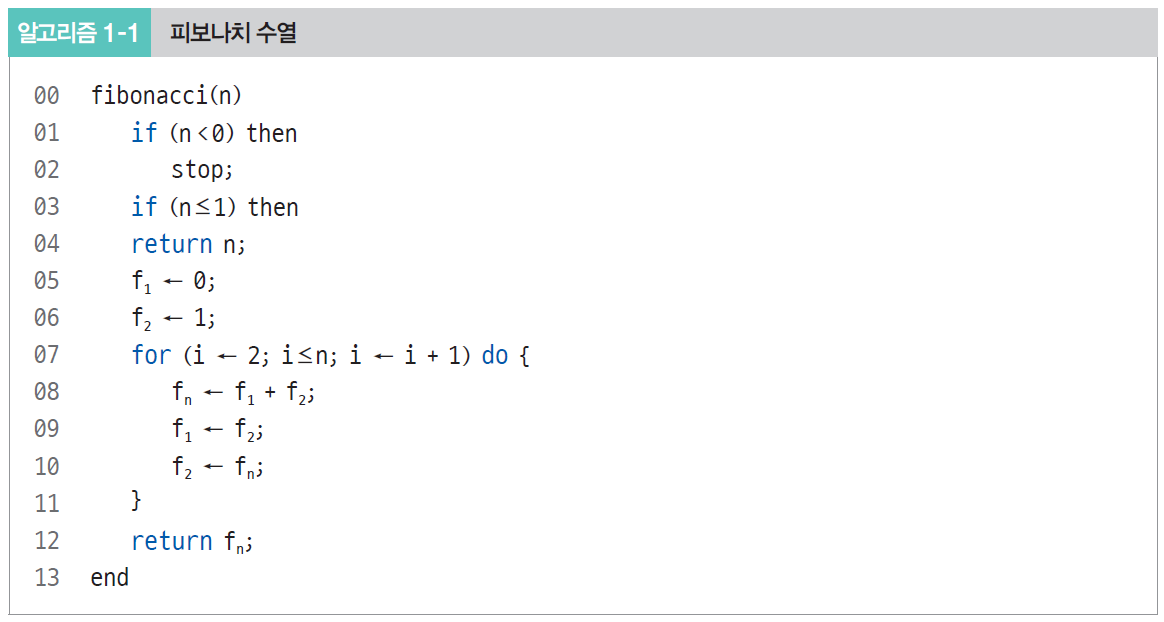 알고리즘 1-1 피보나치 수열
00 fibonacci(n)
01 if (n<0) then
02 stop;
03 if (n≤1) then
04 return n;
05 f₁ ← 0;
06 f₂ ← 1;
07 for (i ← 2; i≤n; i ← i + 1) do {
08 fₙ ← f₁ + f₂;
09 f₁ ← f₂;
10 f₂ ← fₙ;
11 }
12 return fₙ;
13 end